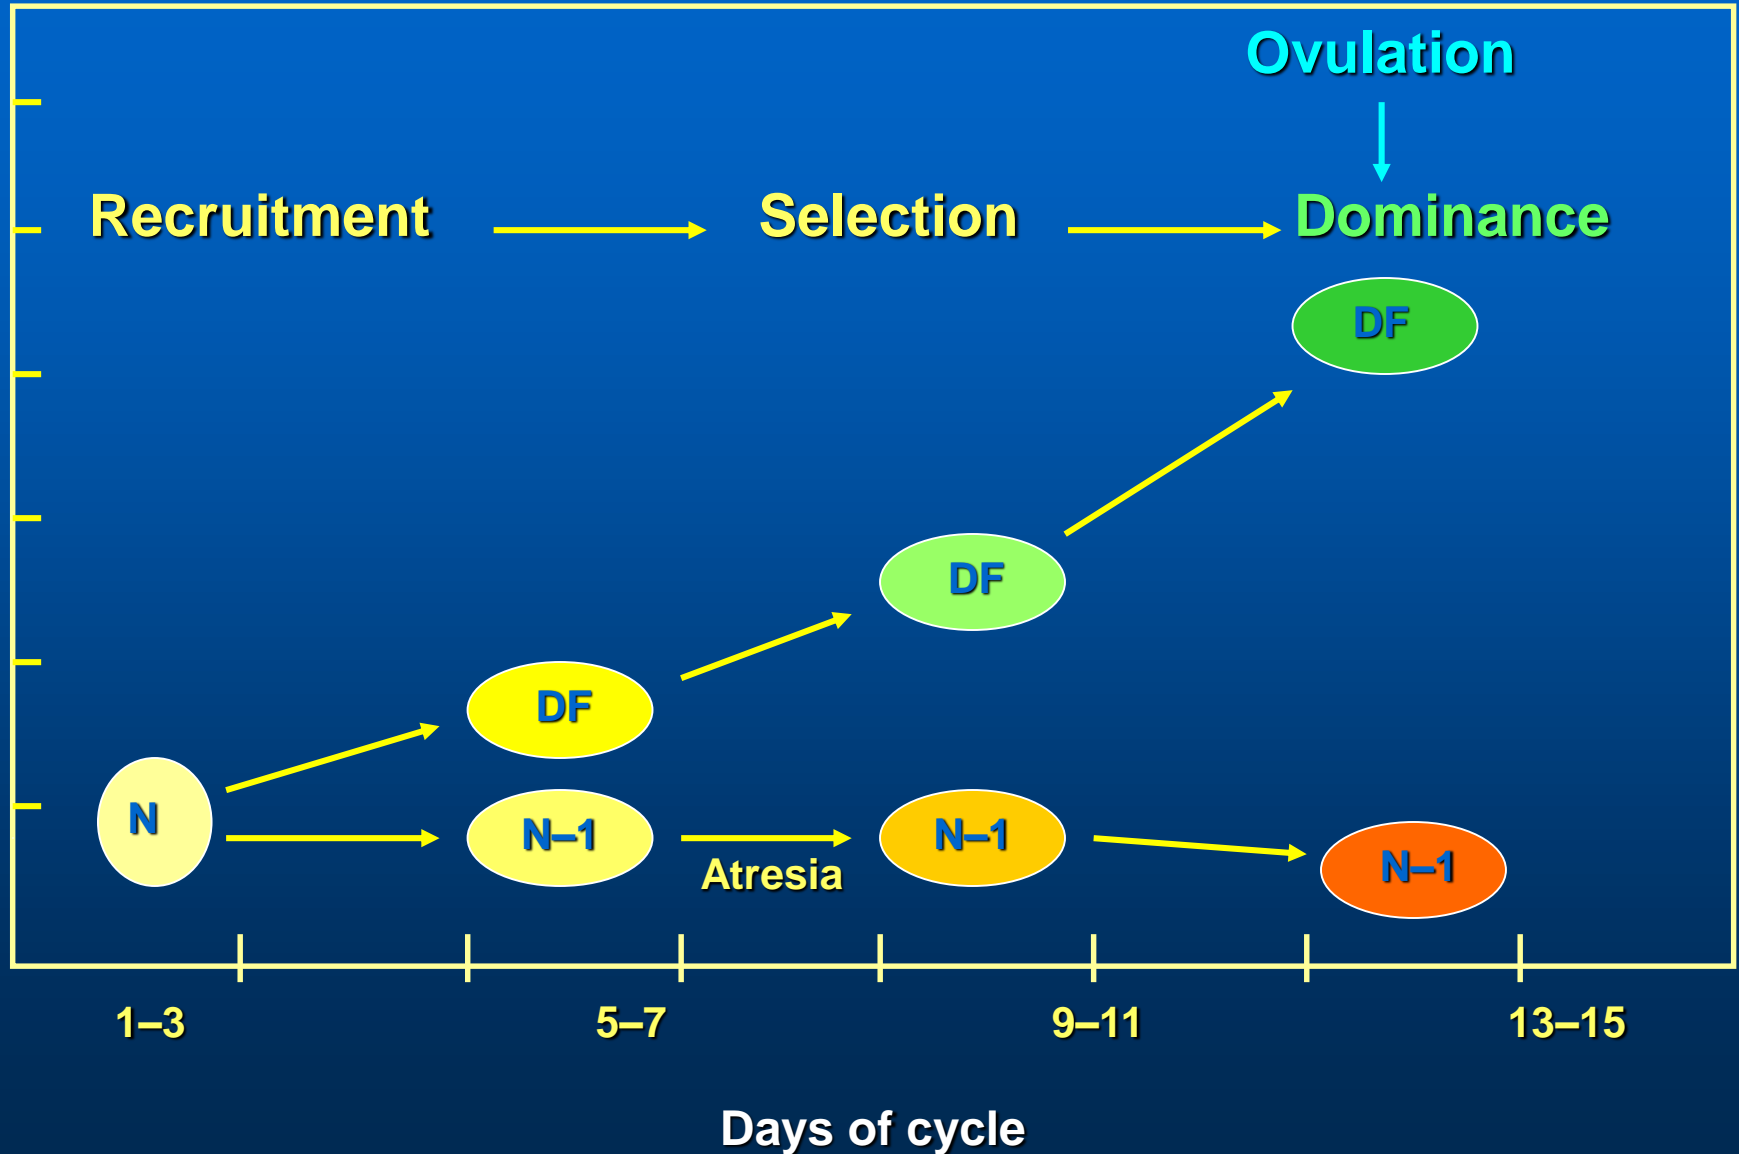 Ovulation
Recruitment Selection Dominance
DF
DF
DF
N N–1 N–1 N–1
Atresia
1–3 5–7 9–11 13–15
Days of cycle